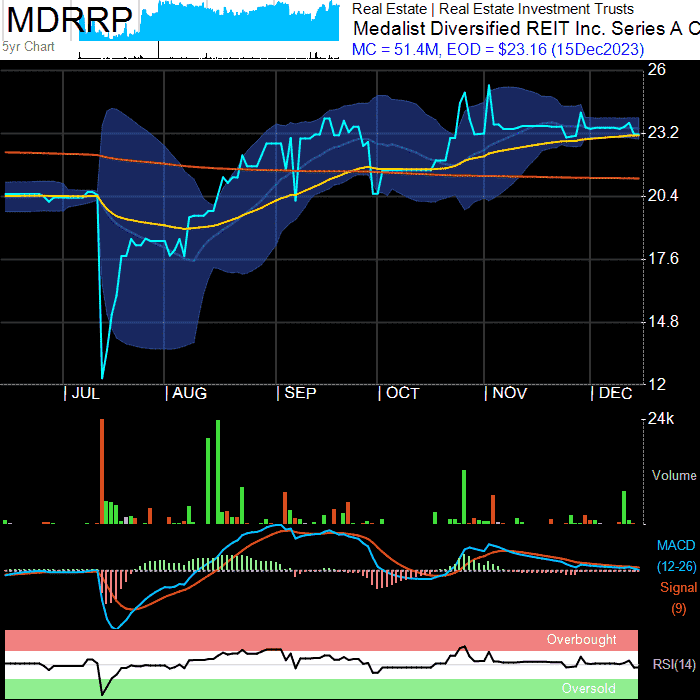 MDRRP
5yr Chart
Real Estate | Real Estate Investment Trusts
Medalist Diversified REIT Inc. Series A C
MC = 51.4M, EOD = $23.16 (15Dec2023)
26
23.2
20.4
17.6
14.8
12
JUL AUG SEP OCT NOV DEC
24k
Volume
MACD
(12-26)
Signal
(9)
Overbought
RSI(14)
Oversold